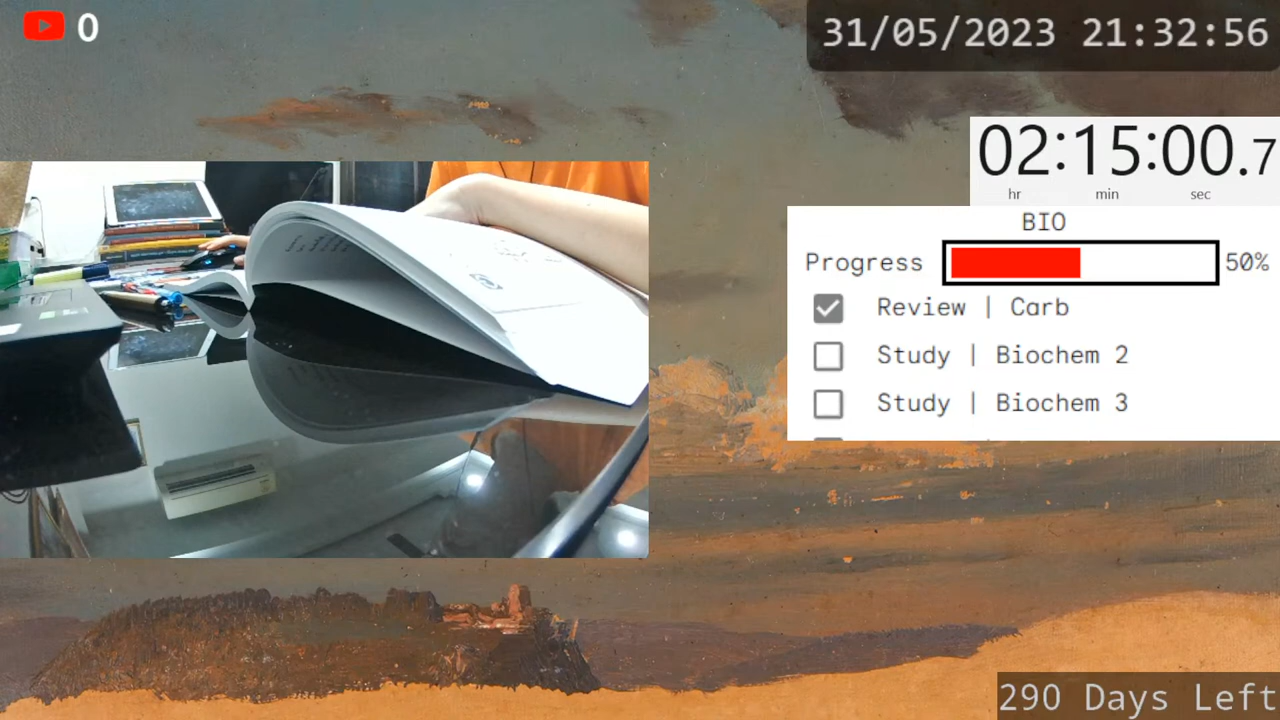 0
31/05/2023 21:32:56
02:15:00.7
hr min sec
BIO
Progress 50%
Review | Carb
Study | Biochem 2
Study | Biochem 3
290 Days Left